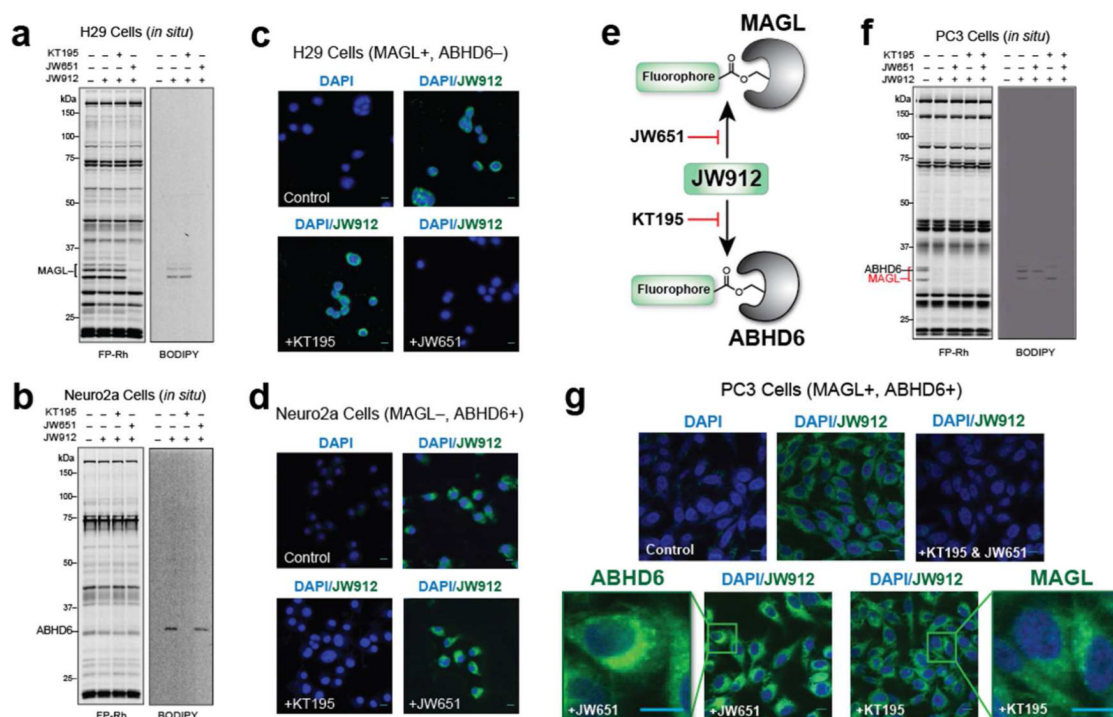 a
H29 Cells (in situ)
KT195 – – + –
JW651 – – – +
JW912 – + + +
– + + –
– – – +
– + + +
kDa
150
100
75
50
37
MAGL
25
FP-Rh
BODIPY
b
Neuro2a Cells (in situ)
KT195
JW651
JW912
kDa
150
100
75
50
37
ABHD6
25
FP-Rh
BODIPY
c
H29 Cells (MAGL+, ABHD6–)
DAPI
DAPI/JW912
Control
DAPI/JW912
DAPI/JW912
+KT195
+JW651
d
Neuro2a Cells (MAGL–, ABHD6+)
DAPI
DAPI/JW912
Control
DAPI/JW912
DAPI/JW912
+KT195
+JW651
e
MAGL
Fluorophore
O
O
JW651
JW912
KT195
Fluorophore
O
O
ABHD6
f
PC3 Cells (in situ)
KT195
JW651
JW912
kDa
150
100
75
50
37
ABHD6
MAGL
25
FP-Rh
BODIPY
g
PC3 Cells (MAGL+, ABHD6+)
DAPI
DAPI/JW912
DAPI/JW912
Control
+KT195 & JW651
ABHD6
DAPI/JW912
DAPI/JW912
MAGL
+JW651
+JW651
+KT195
+KT195